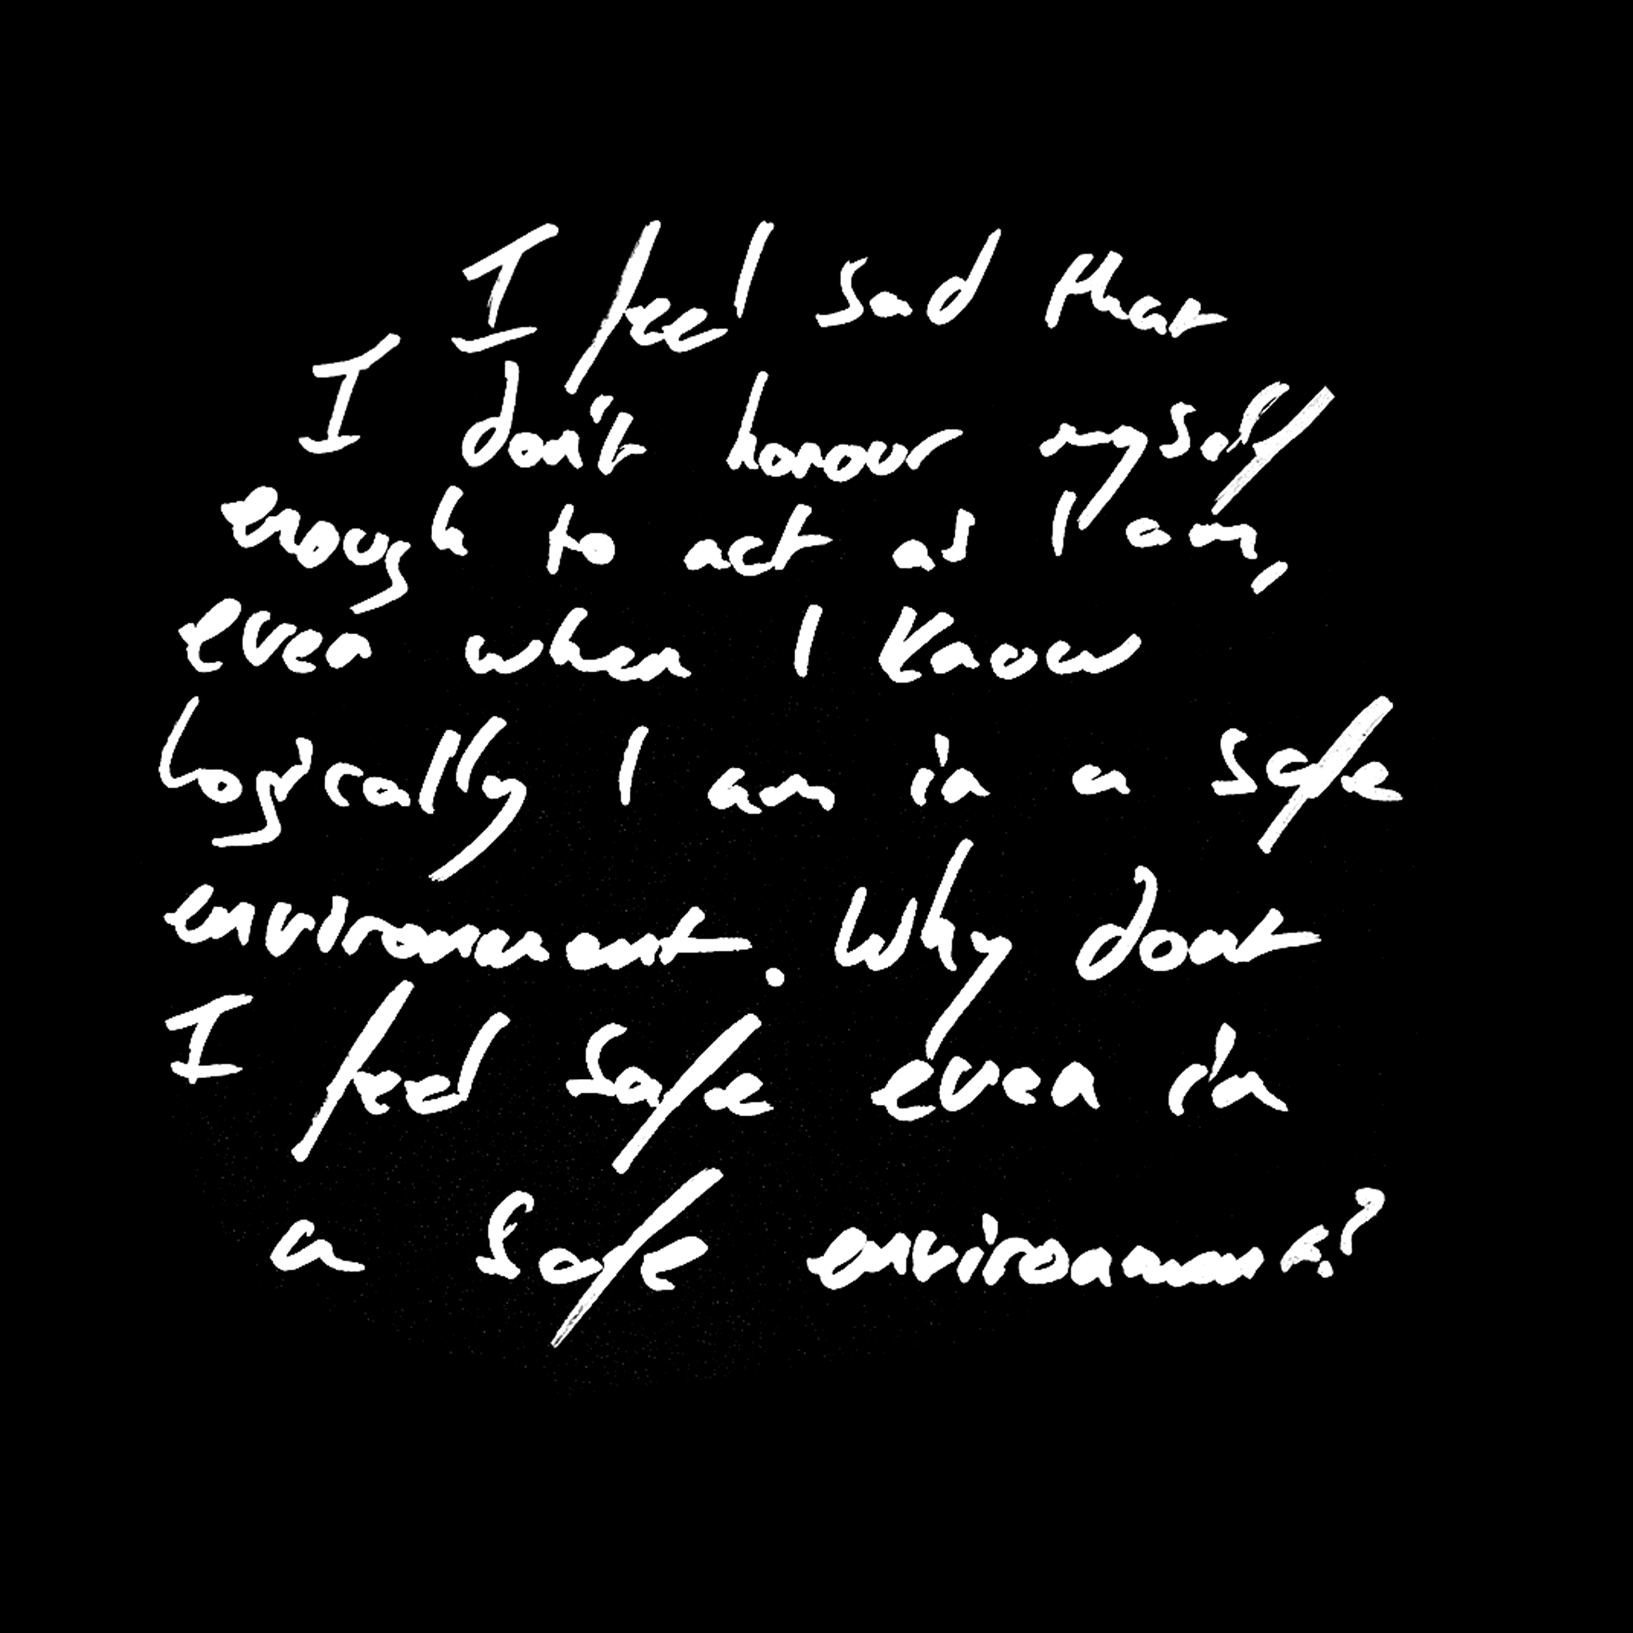 I feel sad that
I don't honour myself
enough to act as I am,
even when I know
logically I am in a safe
environment. Why dont
I feel safe even in
a safe environment?